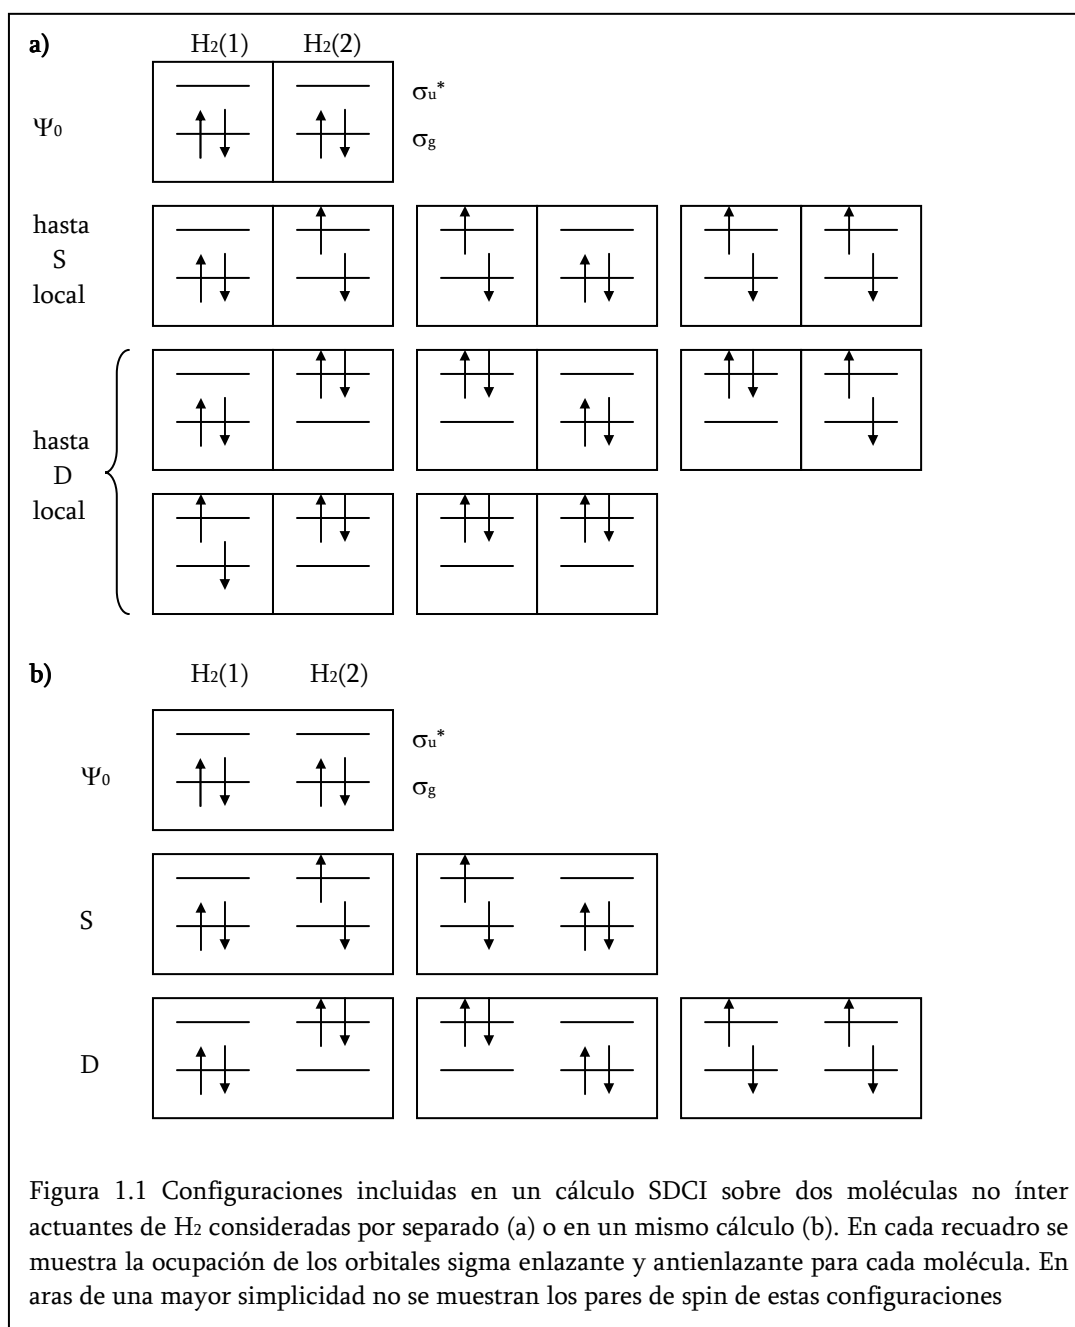 a) H2(1) H2(2)
σu*
Ψ0
σg
hasta
S
local
hasta
D
local
b) H2(1) H2(2)
σu*
Ψ0
σg
S
D
Figura 1.1 Configuraciones incluidas en un cálculo SDCI sobre dos moléculas no ínter
actuantes de H2 consideradas por separado (a) o en un mismo cálculo (b). En cada recuadro se
muestra la ocupación de los orbitales sigma enlazante y antienlazante para cada molécula. En
aras de una mayor simplicidad no se muestran los pares de spin de estas configuraciones